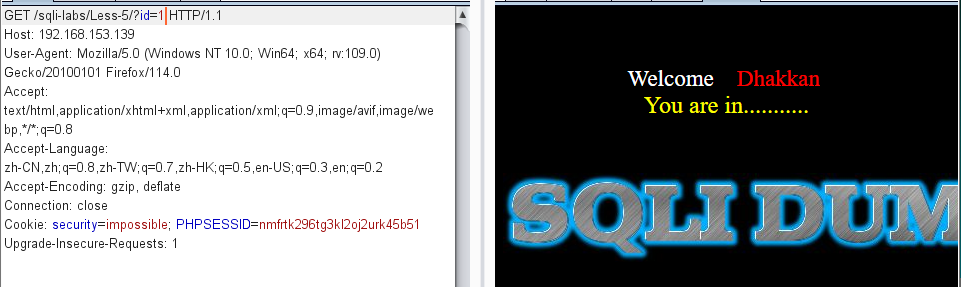 GET /sqli-labs/Less-5/?id=1 HTTP/1.1
Host: 192.168.153.139
User-Agent: Mozilla/5.0 (Windows NT 10.0; Win64; x64; rv:109.0)
Gecko/20100101 Firefox/114.0
Accept:
text/html,application/xhtml+xml,application/xml;q=0.9,image/avif,image/we
bp,*/*;q=0.8
Accept-Language:
zh-CN,zh;q=0.8,zh-TW;q=0.7,zh-HK;q=0.5,en-US;q=0.3,en;q=0.2
Accept-Encoding: gzip, deflate
Connection: close
Cookie: security=impossible; PHPSESSID=nmfrtk296tg3kl2oj2urk45b51
Upgrade-Insecure-Requests: 1
Welcome Dhakkan
You are in...........
SQLI DUM